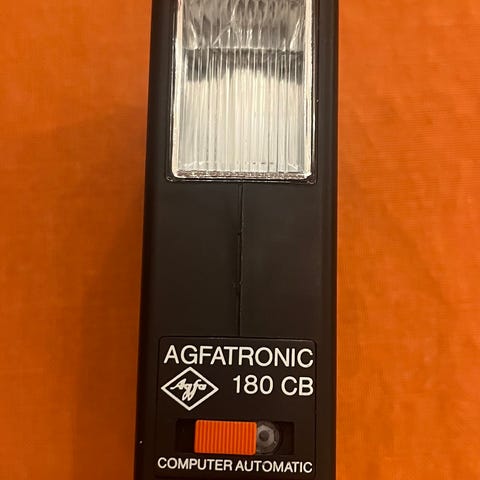 AGFATRONIC
Agfa 180 CB
COMPUTER AUTOMATIC